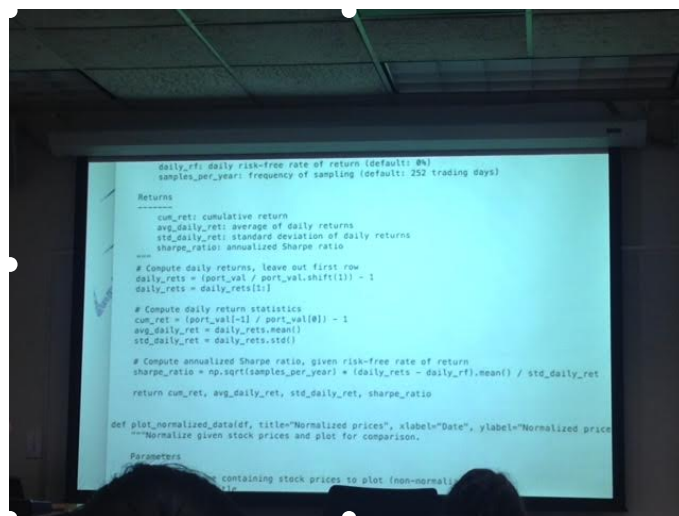 daily_rf: daily risk-free rate of return (default: 0%)
samples_per_year: frequency of sampling (default: 252 trading days)
Returns
-------
cum_ret: cumulative return
avg_daily_ret: average of daily returns
std_daily_ret: standard deviation of daily returns
sharpe_ratio: annualized Sharpe ratio
"""
# Compute daily returns, leave out first row
daily_rets = (port_val / port_val.shift(1)) - 1
daily_rets = daily_rets[1:]
# Compute daily return statistics
cum_ret = (port_val[-1] / port_val[0]) - 1
avg_daily_ret = daily_rets.mean()
std_daily_ret = daily_rets.std()
# Compute annualized Sharpe ratio, given risk-free rate of return
sharpe_ratio = np.sqrt(samples_per_year) * (daily_rets - daily_rf).mean() / std_daily_ret
return cum_ret, avg_daily_ret, std_daily_ret, sharpe_ratio
def plot_normalized_data(df, title="Normalized prices", xlabel="Date", ylabel="Normalized price
"""Normalize given stock prices and plot for comparison.
Parameters
containing stock prices to plot